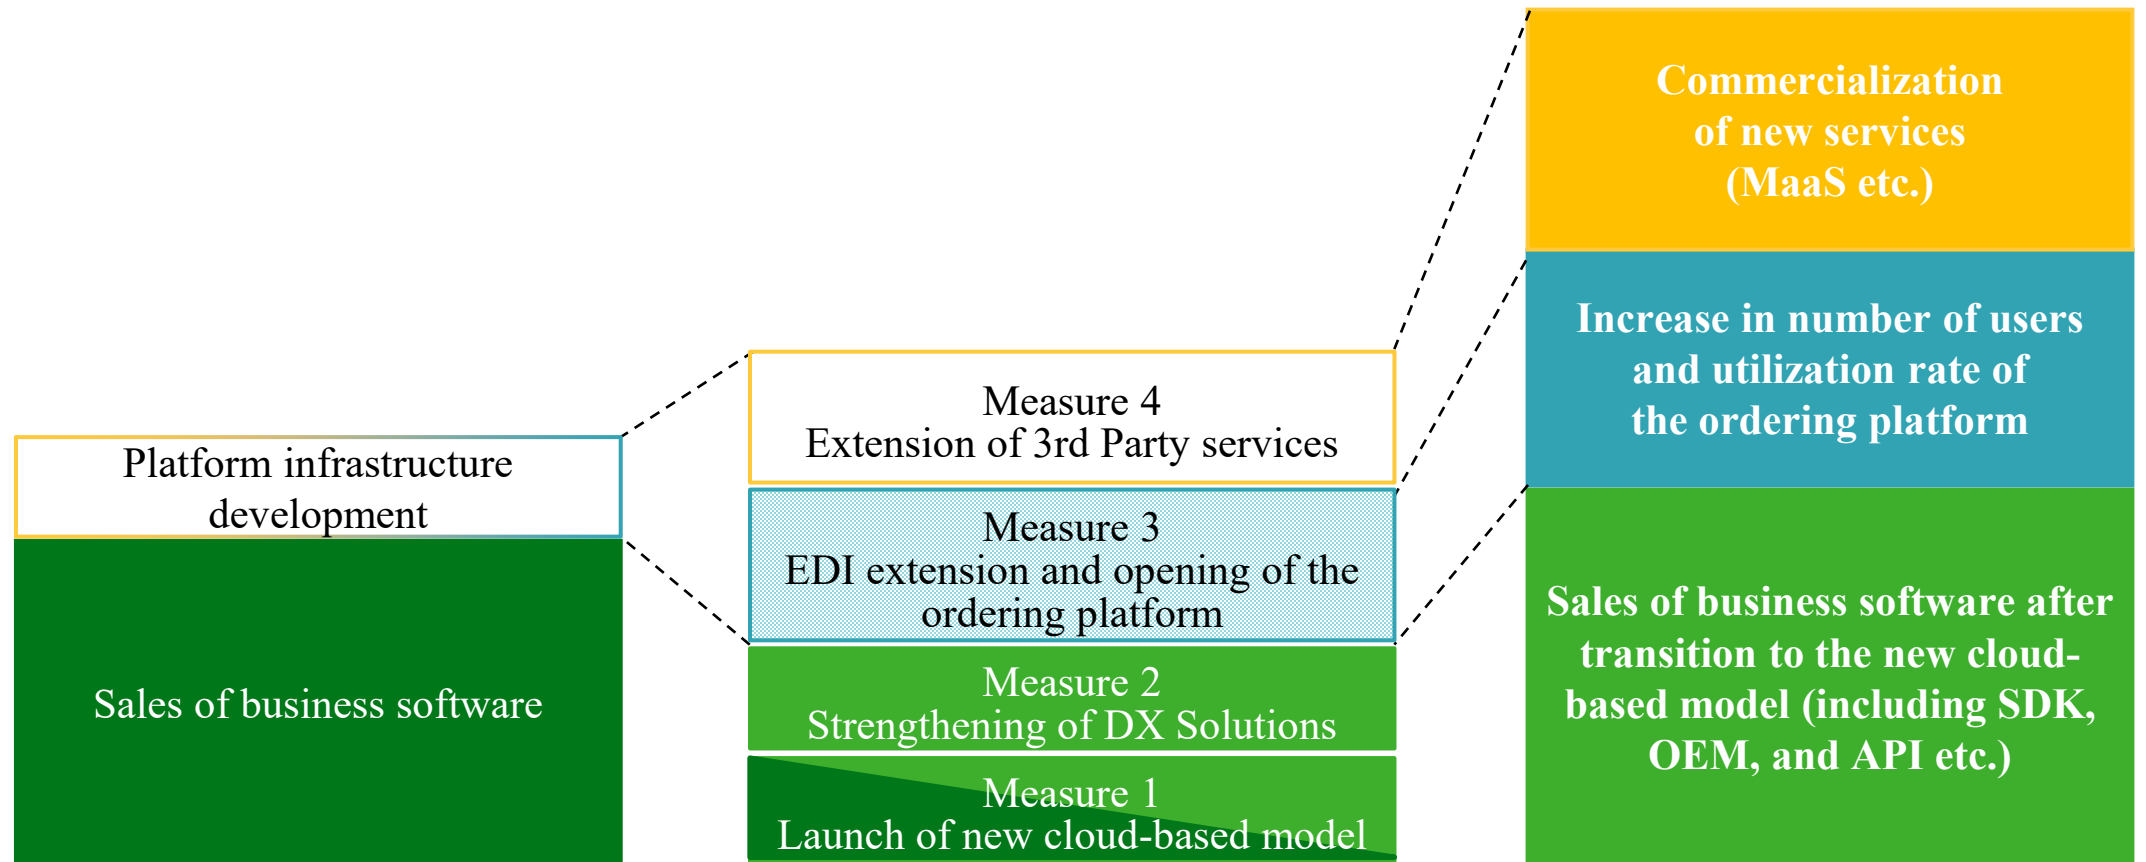 Platform infrastructure
development
Sales of business software
Measure 4
Extension of 3rd Party services
Measure 3
EDI extension and opening of the
ordering platform
Measure 2
Strengthening of DX Solutions
Measure 1
Launch of new cloud-based model
Commercialization
of new services
(MaaS etc.)
Increase in number of users
and utilization rate of
the ordering platform
Sales of business software after
transition to the new cloud-
based model (including SDK,
OEM, and API etc.)